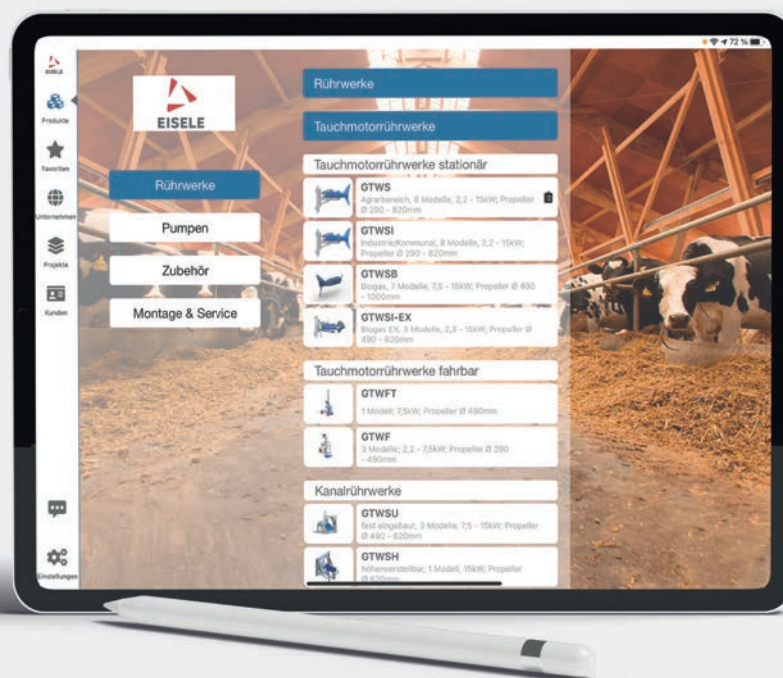 72 %
EISELE
Produkte
Favoriten
Unternehmen
Projekte
Kunden
Einstellungen
EISELE
Rührwerke
Pumpen
Zubehör
Montage & Service
Rührwerke
Tauchmotorrührwerke
Tauchmotorrührwerke stationär
GTWS
Agrarbereich, 8 Modelle, 2,2 - 15kW; Propeller
Ø 290 - 820mm
GTWSI
Industrie/Kommunal, 8 Modelle, 2,2 - 15kW;
Propeller Ø 290 - 820mm
GTWSB
Biogas, 7 Modelle, 7,5 - 15kW; Propeller Ø 490
- 1000mm
GTWSI-EX
Biogas EX, 3 Modelle, 2,2 - 15kW; Propeller Ø
490 - 820mm
Tauchmotorrührwerke fahrbar
GTWFT
1 Modell; 7,5kW; Propeller Ø 490mm
GTWF
3 Modelle; 2,2 - 7,5kW; Propeller Ø 290
- 490mm
Kanalrührwerke
GTWSU
fest eingebaut, 3 Modelle, 7,5 - 15kW; Propeller
Ø 490 - 820mm
GTWSH
höhenverstellbar, 1 Modell, 15kW; Propeller
Ø 820mm